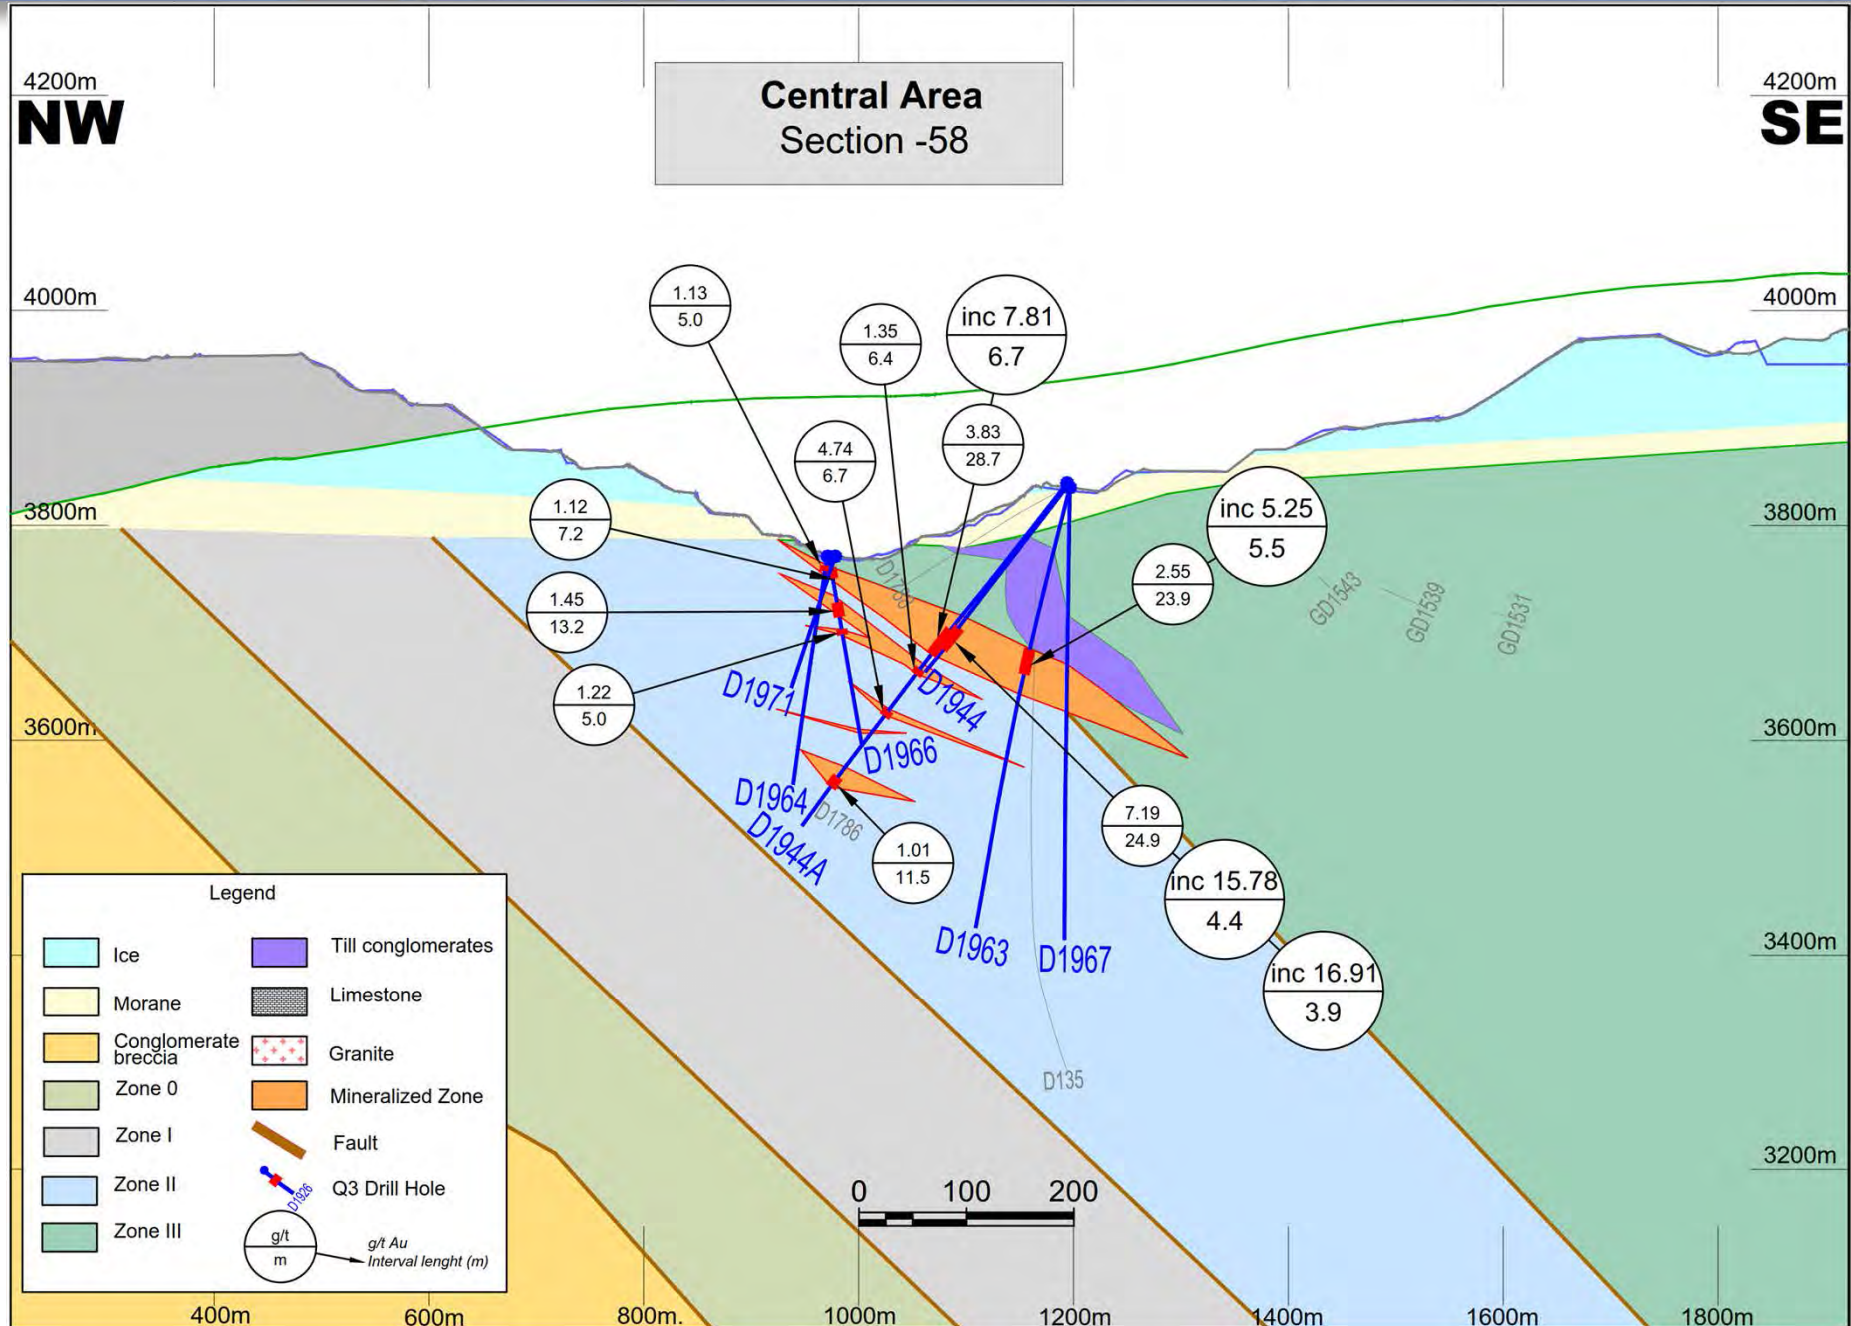 4200m
4200m
NW
Central Area
Section -58
SE
4000m
4000m
1.13
5.0
1.35
6.4
inc 7.81
6.7
3.83
28.7
4.74
6.7
1.12
7.2
inc 5.25
5.5
3800m
3800m
2.55
23.9
D1788
GD1543
GD1539
GD1531
1.45
13.2
1.22
5.0
D1971
D1944
3600m
3600m
D1966
D1964
D1786
D1944A
1.01
11.5
7.19
24.9
inc 15.78
4.4
D1963
D1967
3400m
inc 16.91
3.9
D135
Legend
Ice
Till conglomerates
Morane
Limestone
Conglomerate
breccia
Granite
Zone 0
Mineralized Zone
Zone I
Fault
Zone II
Q3 Drill Hole
D1926
Zone III
g/t
m
g/t Au
Interval lenght (m)
3200m
0 100 200
400m
600m
800m.
1000m
1200m
1400m
1600m
1800m